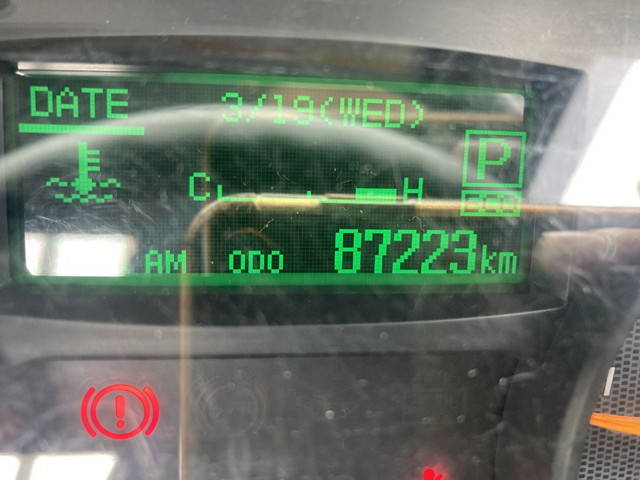 DATE 3/19(WED)
P
C H
AM ODO 87223km
!